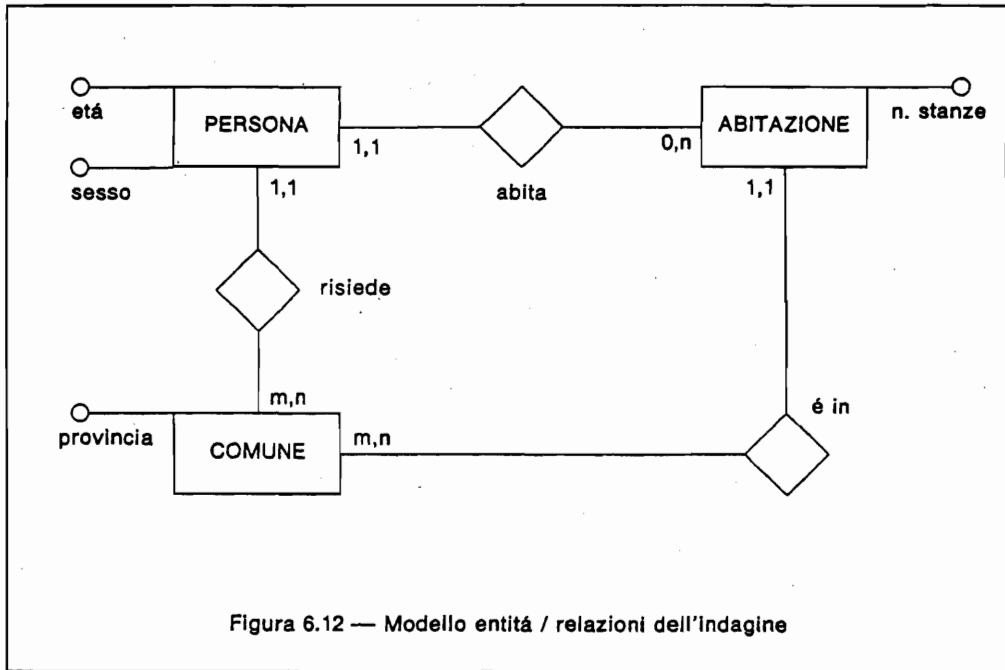 etá
PERSONA
ABITAZIONE
n. stanze
1,1
0,n
sesso
1,1
abita
1,1
risiede
m,n
é in
provincia
COMUNE
m,n
Figura 6.12 — Modello entitá / relazioni dell'indagine